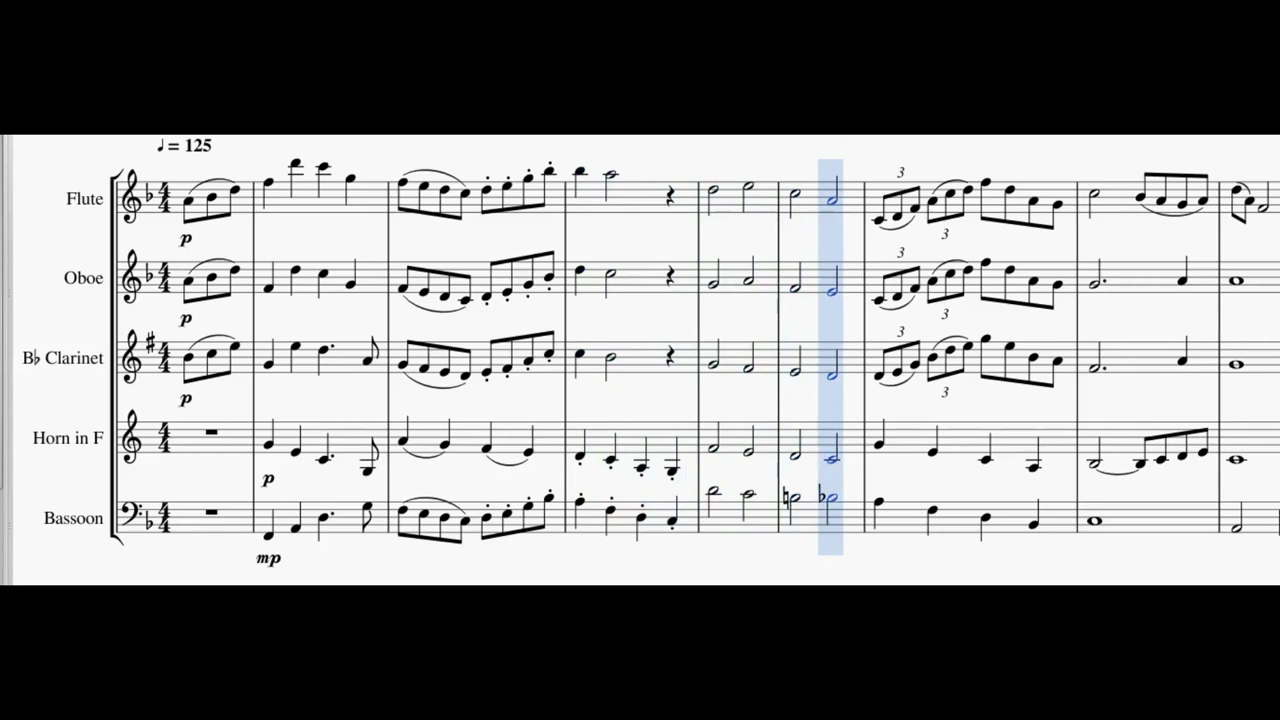 ♩ = 125
Flute
p
3
3
Oboe
p
3
3
B♭ Clarinet
p
3
3
Horn in F
p
Bassoon
mp